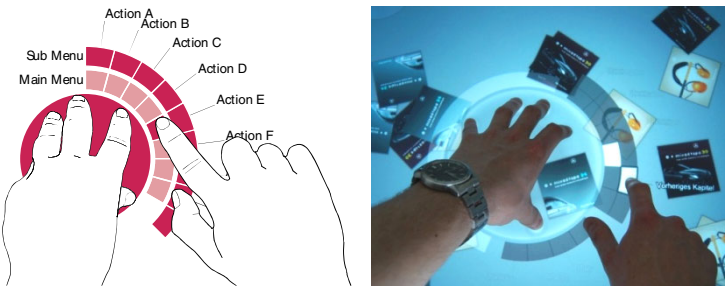 Action A
Action B
Action C
Sub Menu
Action D
Main Menu
Action E
Action F
Vorheriges Kapitel